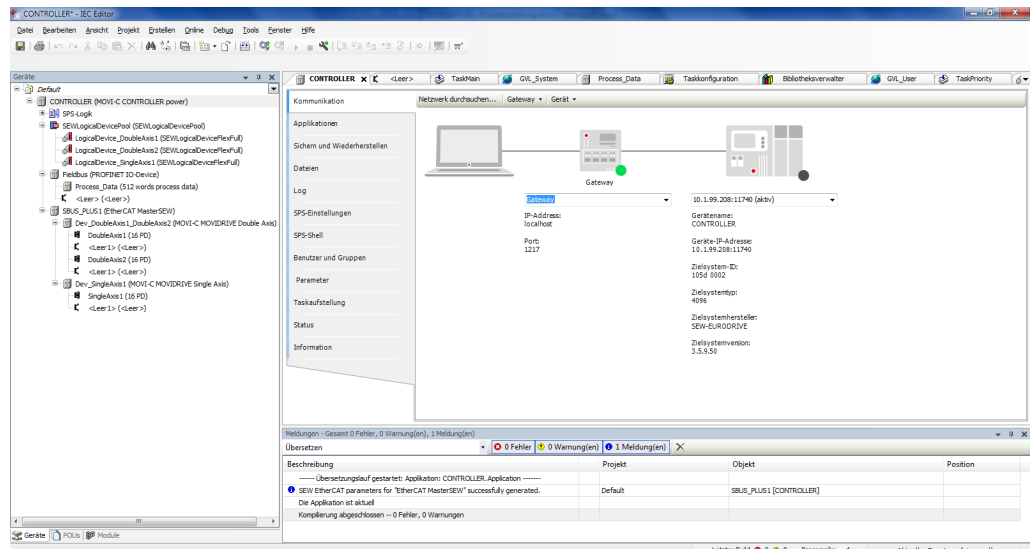 CONTROLLER* - IEC Editor
Datei Bearbeiten Ansicht Projekt Erstellen Online Debug Tools Fenster Hilfe
Geräte
Default
CONTROLLER (MOVI-C CONTROLLER power)
SPS-Logik
SEWLogicalDevicePool (SEWLogicalDevicePool)
LogicalDevice_DoubleAxis1 (SEWLogicalDeviceFlexFull)
LogicalDevice_DoubleAxis2 (SEWLogicalDeviceFlexFull)
LogicalDevice_SingleAxis1 (SEWLogicalDeviceFlexFull)
Fieldbus (PROFINET IO-Device)
Process_Data (512 words process data)
<Leer> (<Leer>)
SBUS_PLUS1 (EtherCAT MasterSEW)
Dev_DoubleAxis1_DoubleAxis2 (MOVI-C MOVIDRIVE Double Axis)
DoubleAxis1 (16 PD)
<Leer1> (<Leer>)
DoubleAxis2 (16 PD)
<Leer1> (<Leer>)
Dev_SingleAxis1 (MOVI-C MOVIDRIVE Single Axis)
SingleAxis1 (16 PD)
<Leer1> (<Leer>)
Geräte POUs Module
CONTROLLER <Leer> TaskMain GVL_System Process_Data Taskkonfiguration Bibliotheksverwalter GVL_User TaskPriority
Kommunikation
Applikationen
Sichern und Wiederherstellen
Dateien
Log
SPS-Einstellungen
SPS-Shell
Benutzer und Gruppen
Parameter
Taskaufstellung
Status
Information
Netzwerk durchsuchen... Gateway Gerät
Gateway
Gateway
IP-Address:
localhost
Port:
1217
10.1.99.208:11740 (aktiv)
Gerätename:
CONTROLLER
Geräte-IP-Adresse:
10.1.99.208:11740
Zielsystem-ID:
105d 0002
Zielsystemtyp:
4096
Zielsystemhersteller:
SEW-EURODRIVE
Zielsystemversion:
3.5.9.50
Meldungen - Gesamt 0 Fehler, 0 Warnung(en), 1 Meldung(en)
Übersetzen 0 Fehler 0 Warnung(en) 1 Meldung(en)
Beschreibung Projekt Objekt Position
------ Übersetzungslauf gestartet: Applikation: CONTROLLER.Application -------
SEW EtherCAT parameters for "EtherCAT MasterSEW" successfully generated. Default SBUS_PLUS1 [CONTROLLER]
Die Applikation ist aktuell
Kompilierung abgeschlossen -- 0 Fehler, 0 Warnungen